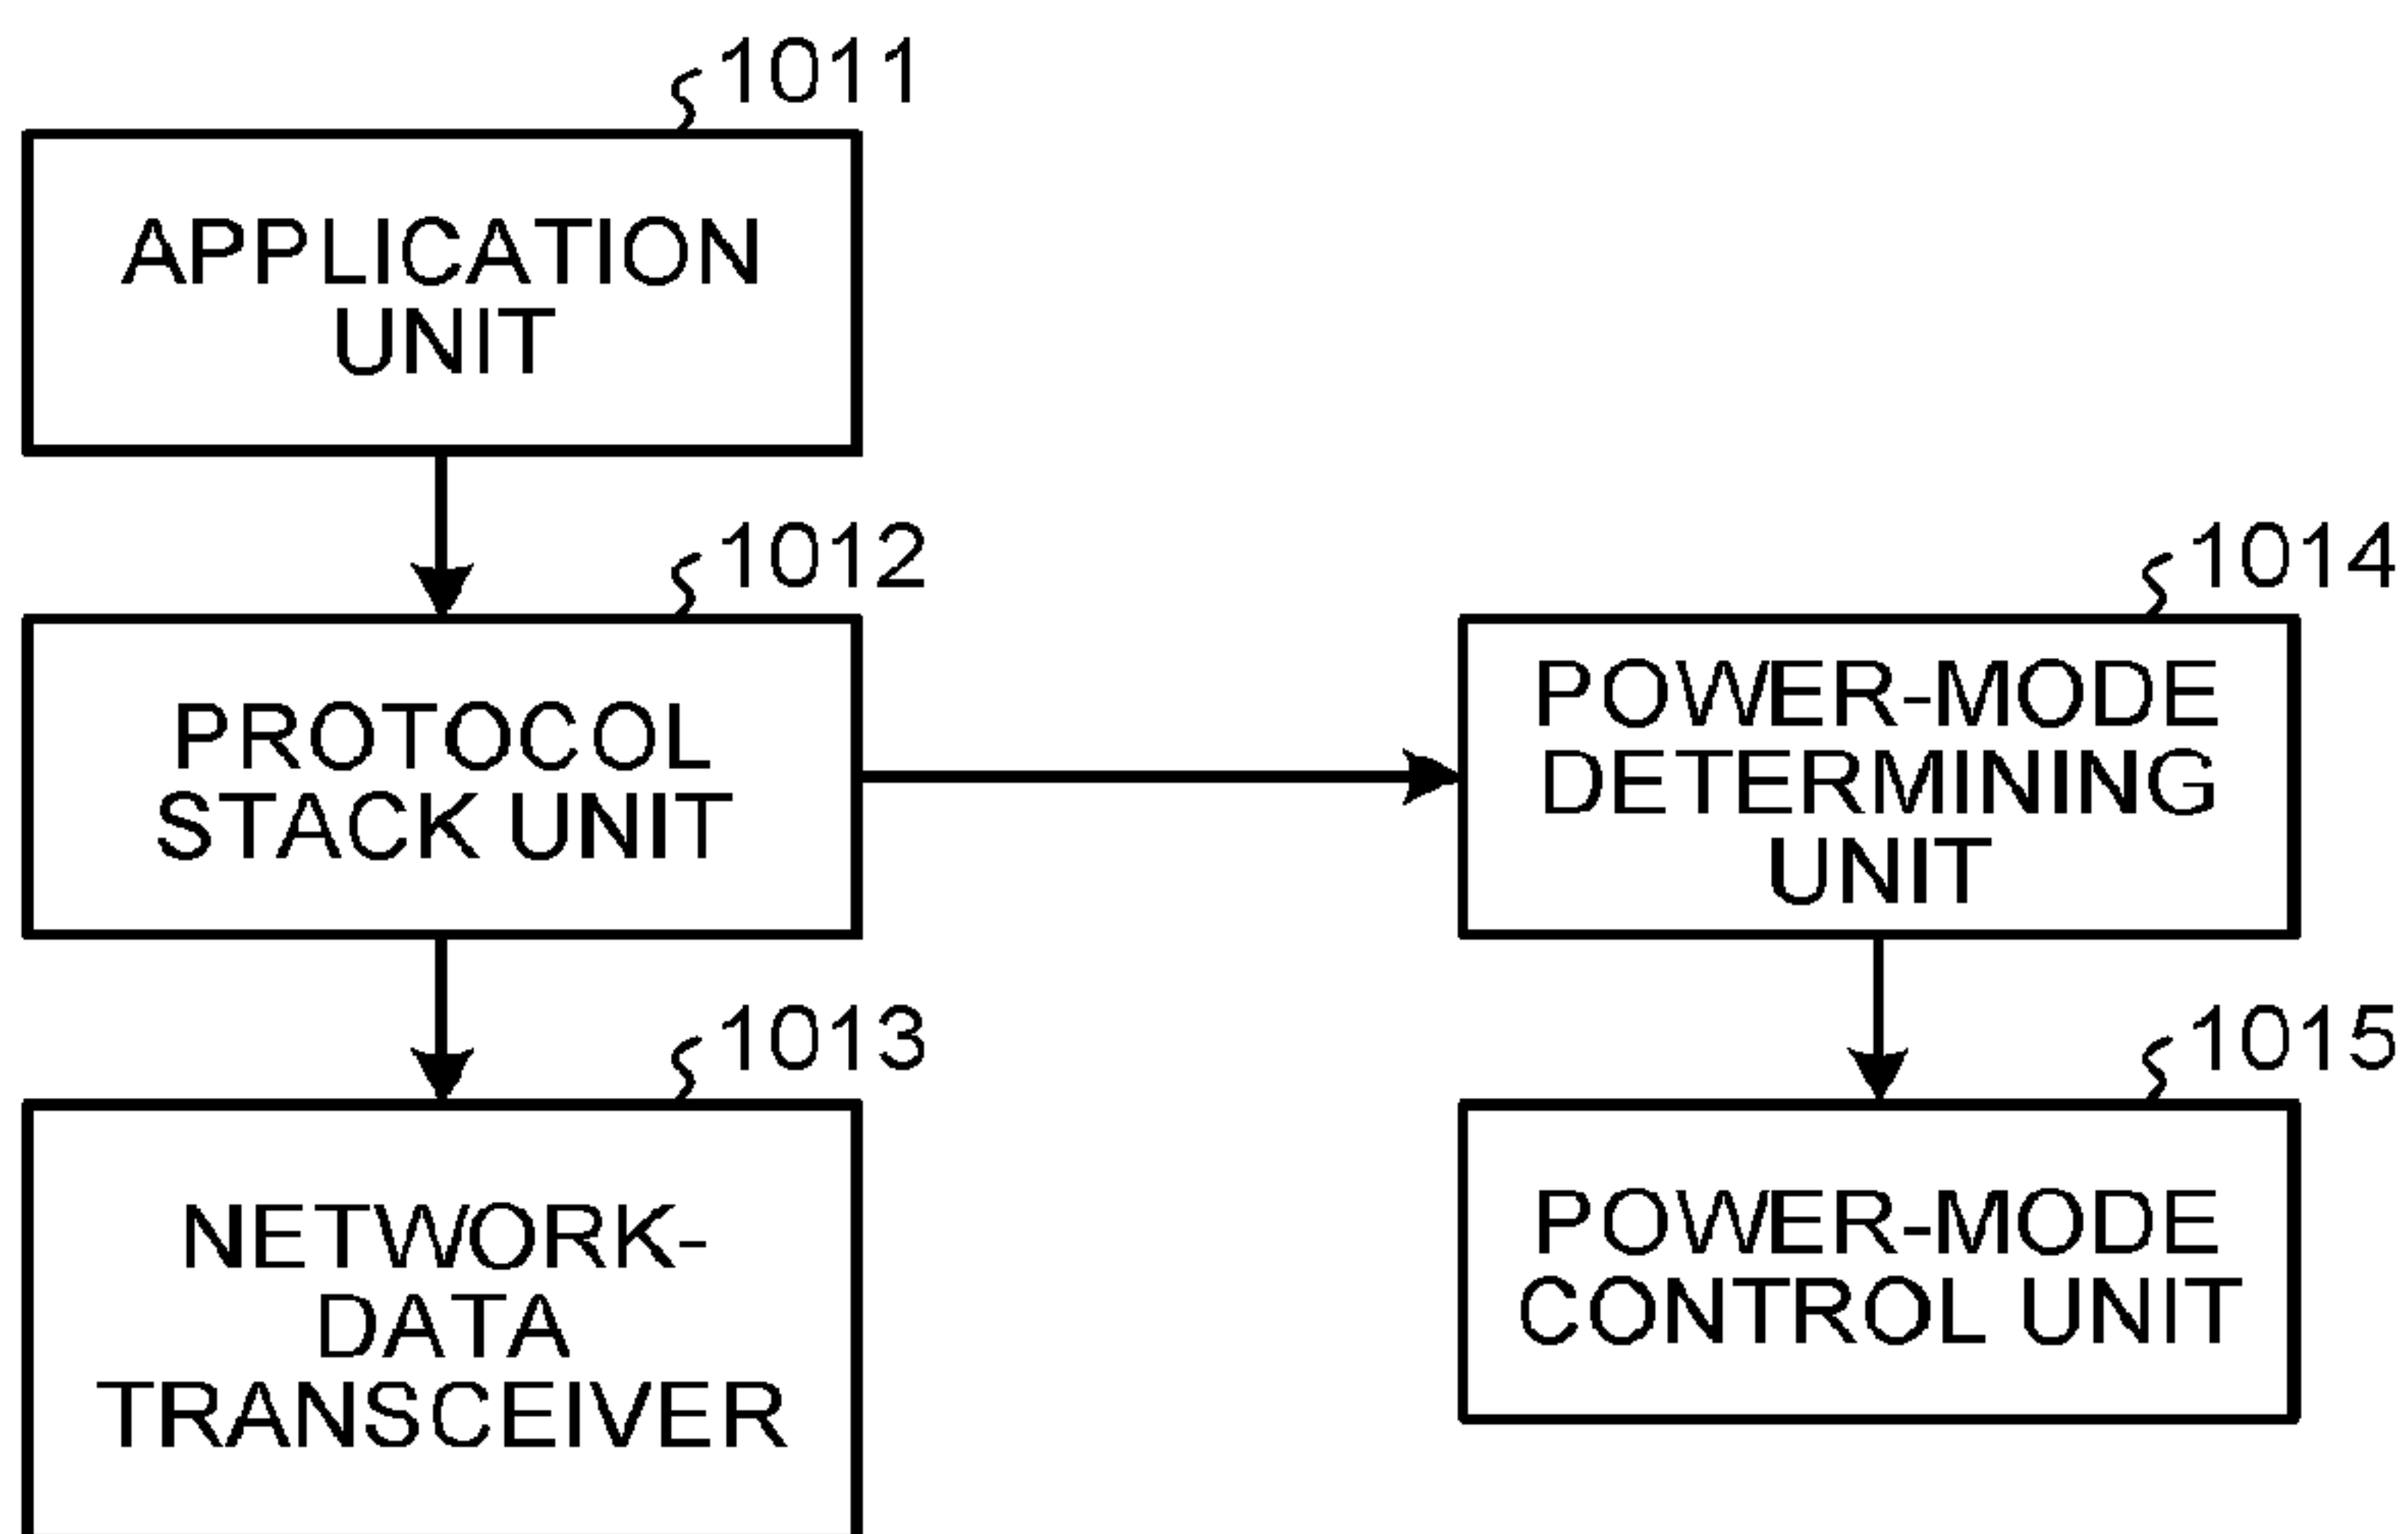 1011
APPLICATION
UNIT
1012
PROTOCOL
STACK UNIT
1014
POWER-MODE
DETERMINING
UNIT
1013
NETWORK-
DATA
TRANSCEIVER
1015
POWER-MODE
CONTROL UNIT